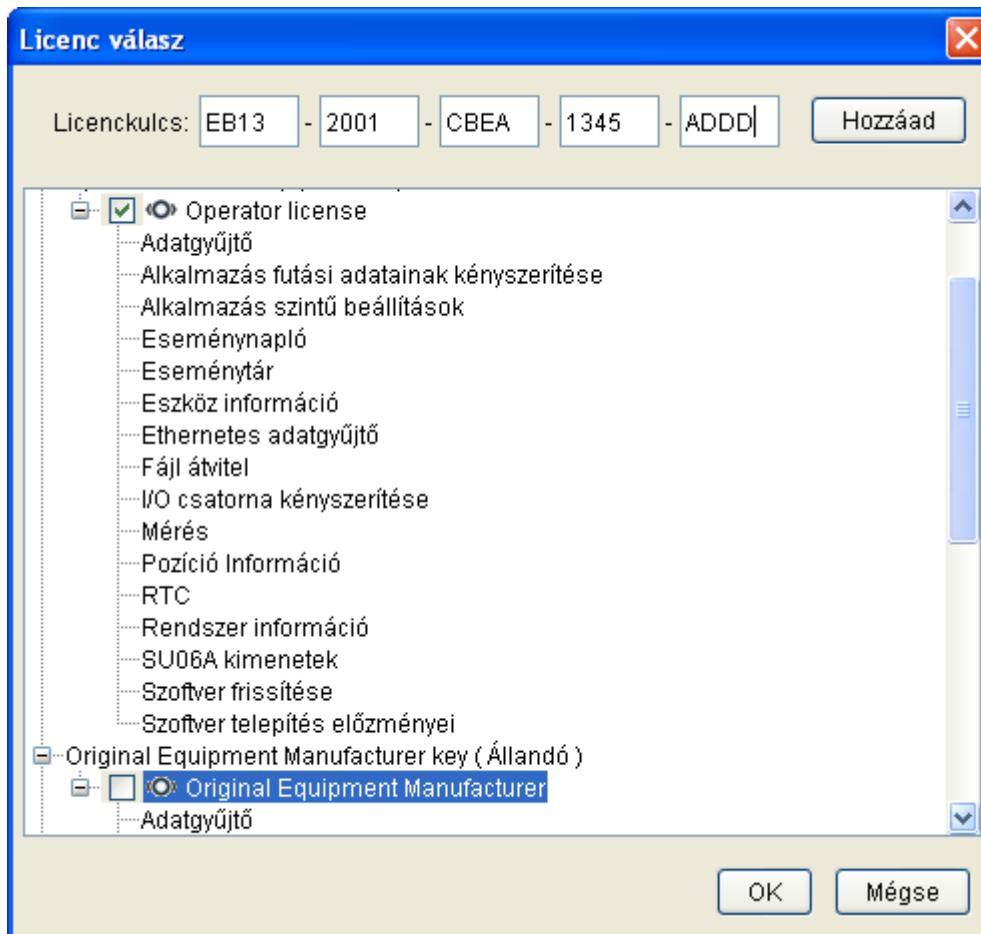 Licenc válasz
Licenckulcs: EB13 - 2001 - CBEA - 1345 - ADDD Hozzáad
Operator license
Adatgyűjtő
Alkalmazás futási adatainak kényszerítése
Alkalmazás szintű beállítások
Eseménynapló
Eseménytár
Eszköz információ
Ethernetes adatgyűjtő
Fájl átvitel
I/O csatorna kényszerítése
Mérés
Pozíció Információ
RTC
Rendszer információ
SU06A kimenetek
Szoftver frissítése
Szoftver telepítés előzményei
Original Equipment Manufacturer key ( Állandó )
Original Equipment Manufacturer
Adatgyűjtő
OK Mégse